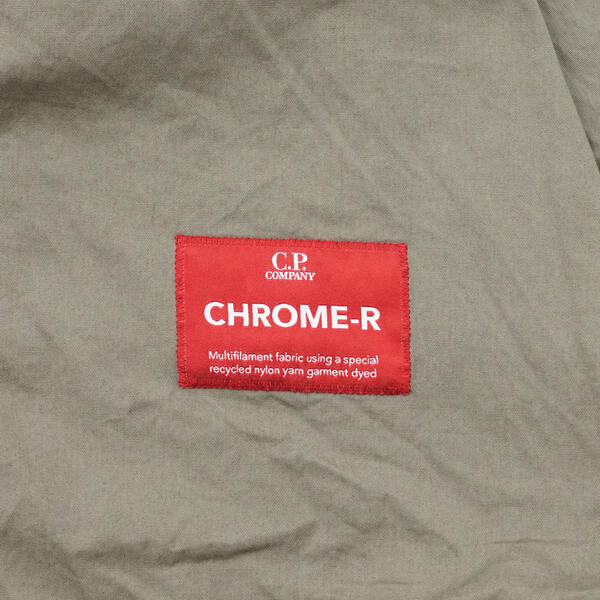 C.P.
COMPANY
CHROME-R
Multifilament fabric using a special
recycled nylon yarn garment dyed